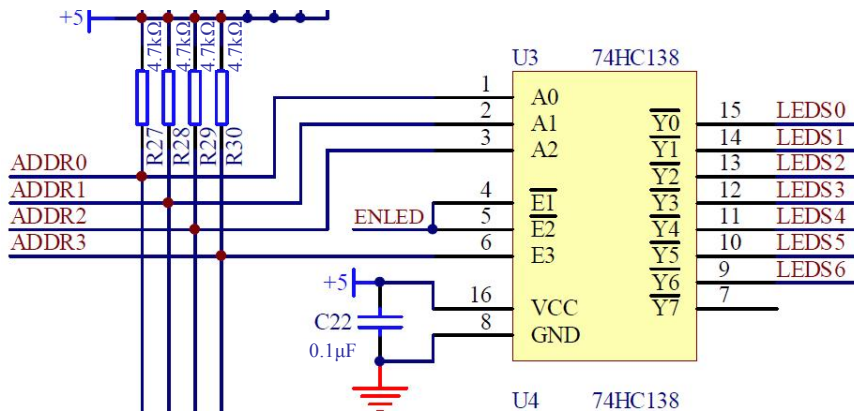 +5
4.7kΩ 4.7kΩ 4.7kΩ 4.7kΩ
R27 R28 R29 R30
U3 74HC138
ADDR0
ADDR1
ADDR2
ADDR3
ENLED
1 A0
2 A1
3 A2
4 E1
5 E2
6 E3
16 VCC
8 GND
Y0 15 LEDS0
Y1 14 LEDS1
Y2 13 LEDS2
Y3 12 LEDS3
Y4 11 LEDS4
Y5 10 LEDS5
Y6 9 LEDS6
Y7 7
+5
C22
0.1μF
U4 74HC138